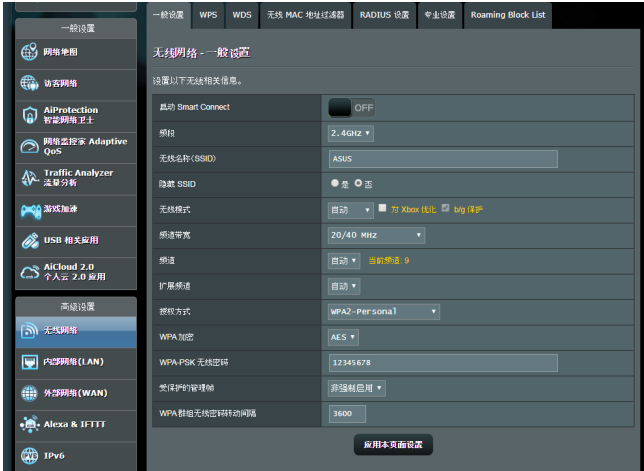 一般设置
网络地图
访客网络
AiProtection
智能网络卫士
网络监控家 Adaptive
QoS
Traffic Analyzer
流量分析
游戏加速
USB 相关应用
AiCloud 2.0
个人云 2.0 应用
高级设置
无线网络
内部网络(LAN)
外部网络(WAN)
Alexa & IFTTT
IPv6
一般设置 WPS WDS 无线 MAC 地址过滤器 RADIUS 设置 专业设置 Roaming Block List
无线网络 - 一般设置
设置以下无线相关信息。
启动 Smart Connect OFF
频段 2.4GHz
无线名称(SSID) ASUS
隐藏 SSID 是 否
无线模式 自动 为 Xbox 优化 b/g 保护
频道带宽 20/40 MHz
频道 自动 当前频道: 9
扩展频道 自动
授权方式 WPA2-Personal
WPA 加密 AES
WPA-PSK 无线密码 12345678
受保护的管理帧 非强制启用
WPA 群组无线密码转动间隔 3600
应用本页面设置